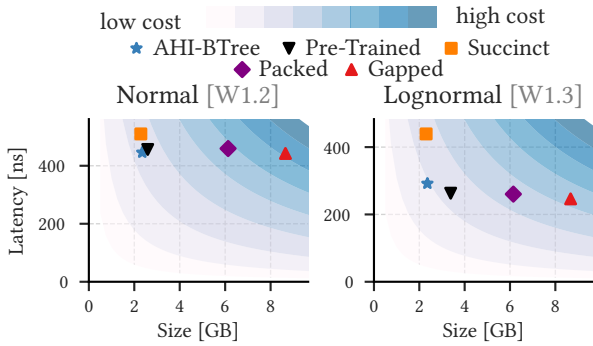 low cost high cost
AHI-BTree Pre-Trained Succinct
Packed Gapped
Normal [W1.2] Lognormal [W1.3]
Latency [ns]
400
200
0
0 2 4 6 8
Size [GB]
400
200
0
0 2 4 6 8
Size [GB]